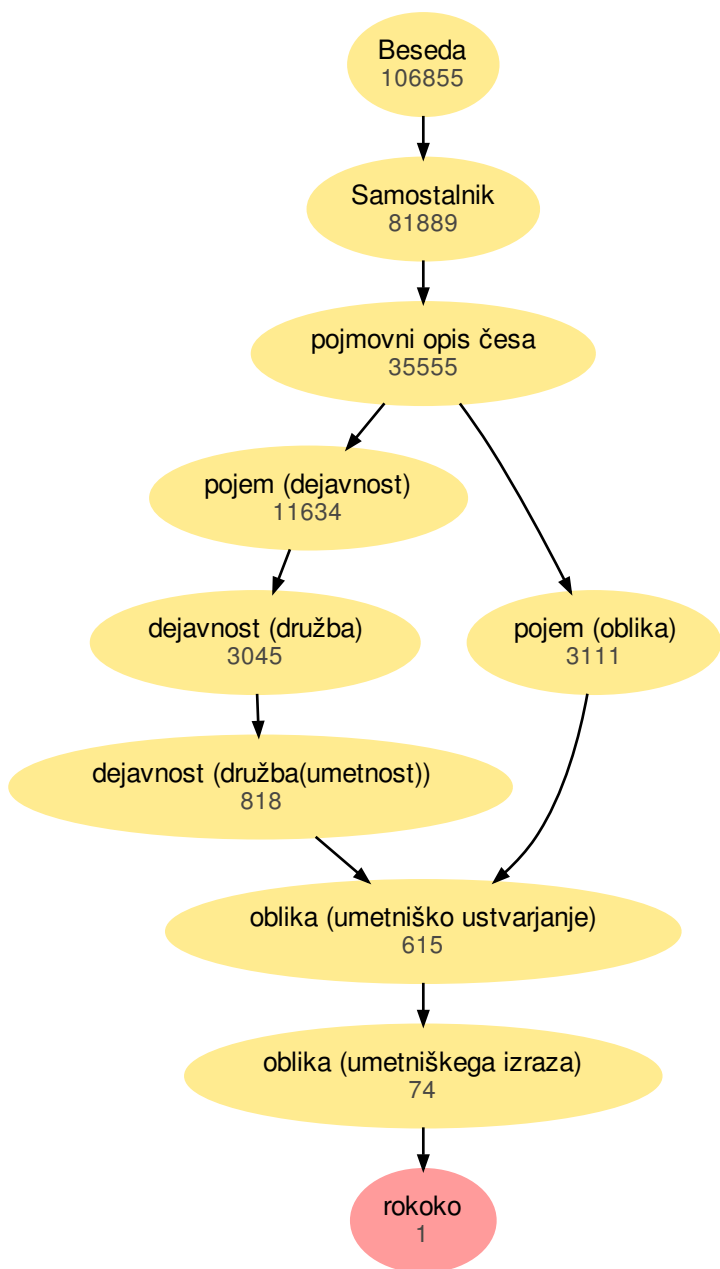 Beseda
106855
Samostalnik
81889
pojmovni opis česa
35555
pojem (dejavnost)
11634
dejavnost (družba)
3045
pojem (oblika)
3111
dejavnost (družba(umetnost))
818
oblika (umetniško ustvarjanje)
615
oblika (umetniškega izraza)
74
rokoko
1